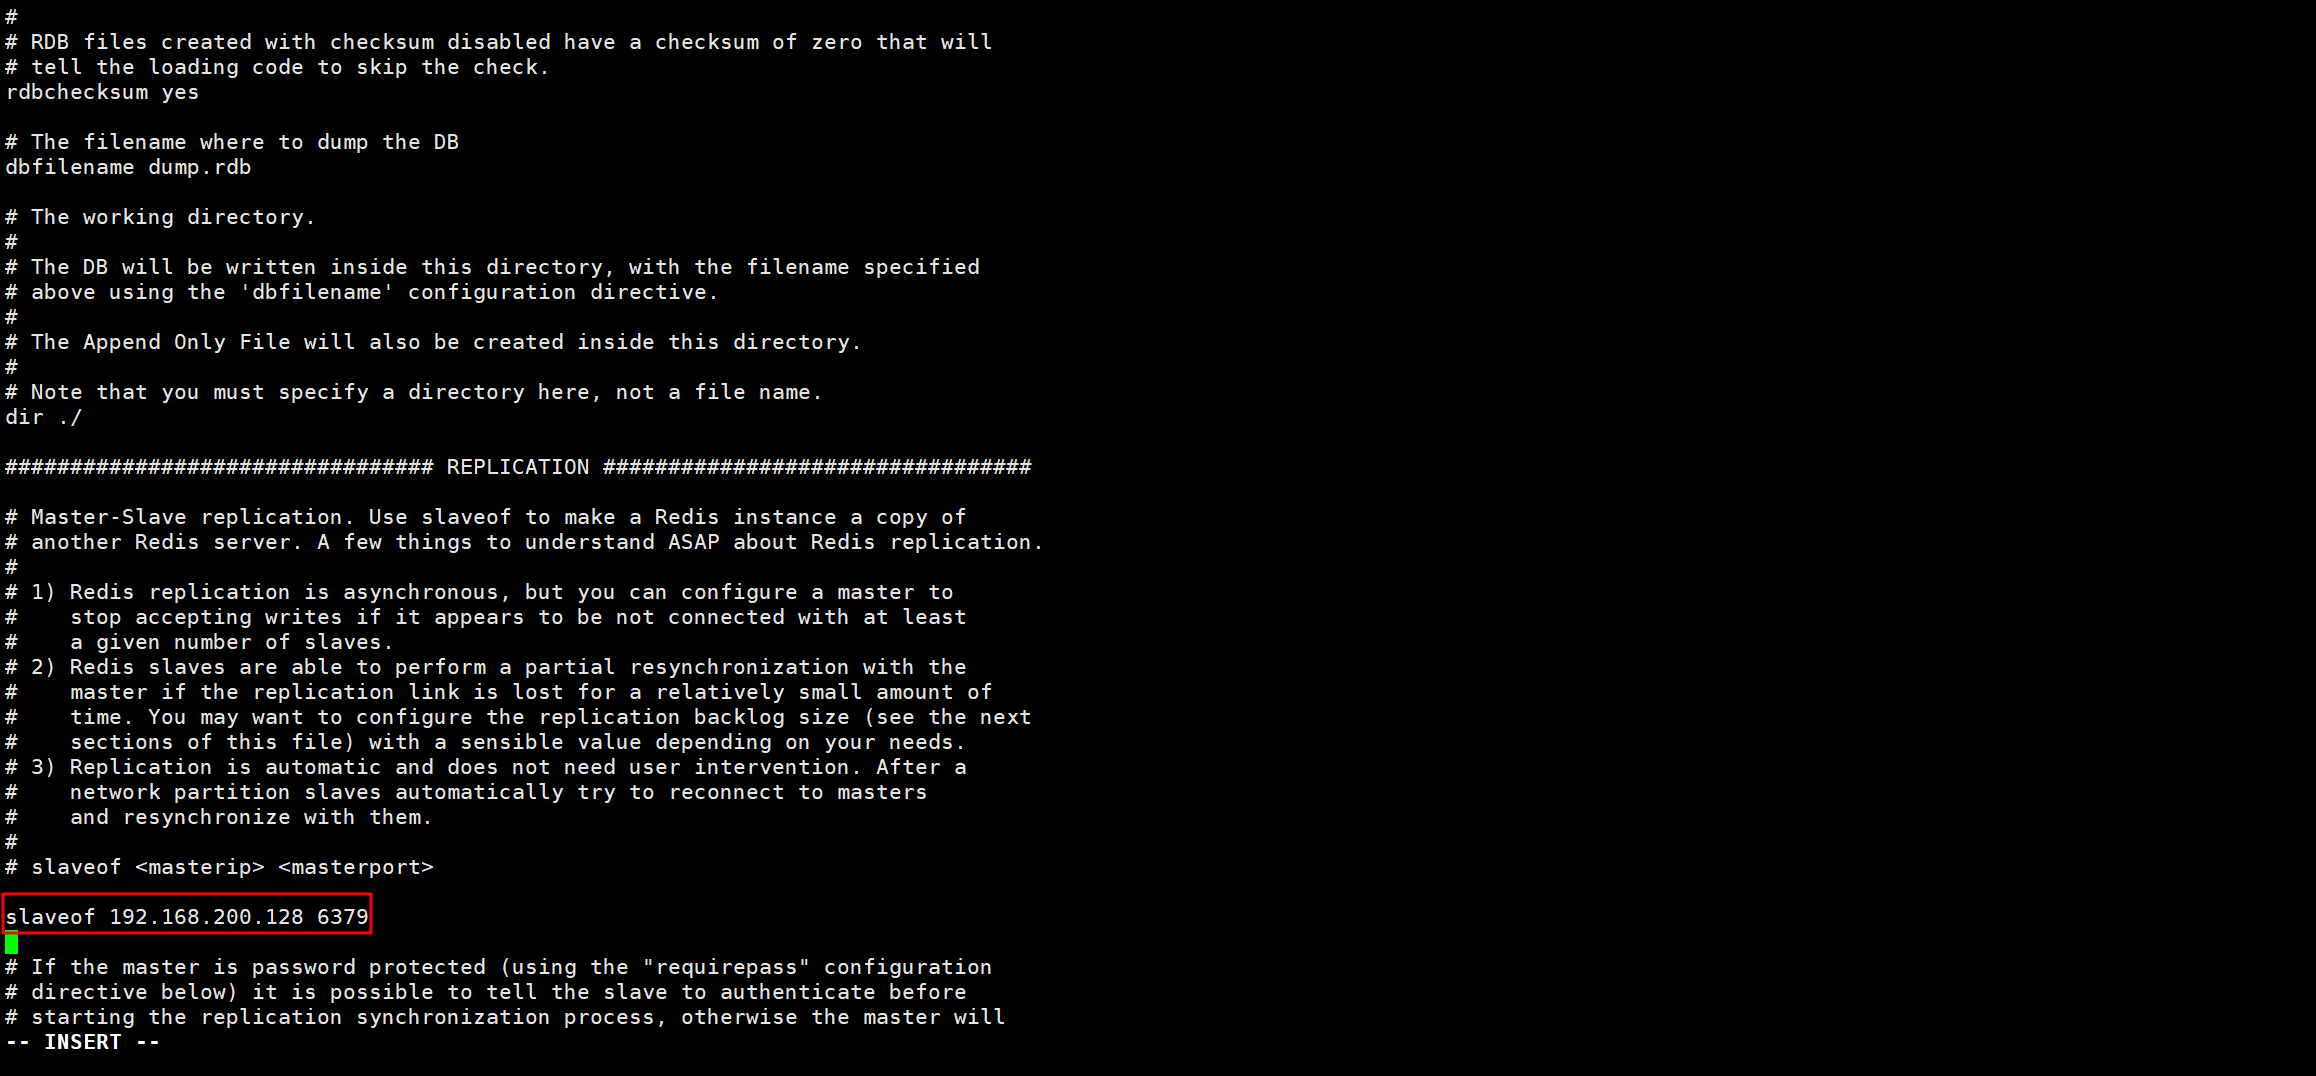 #
# RDB files created with checksum disabled have a checksum of zero that will
# tell the loading code to skip the check.
rdbchecksum yes

# The filename where to dump the DB
dbfilename dump.rdb

# The working directory.
#
# The DB will be written inside this directory, with the filename specified
# above using the 'dbfilename' configuration directive.
#
# The Append Only File will also be created inside this directory.
#
# Note that you must specify a directory here, not a file name.
dir ./

################################# REPLICATION #################################

# Master-Slave replication. Use slaveof to make a Redis instance a copy of
# another Redis server. A few things to understand ASAP about Redis replication.
#
# 1) Redis replication is asynchronous, but you can configure a master to
#    stop accepting writes if it appears to be not connected with at least
#    a given number of slaves.
# 2) Redis slaves are able to perform a partial resynchronization with the
#    master if the replication link is lost for a relatively small amount of
#    time. You may want to configure the replication backlog size (see the next
#    sections of this file) with a sensible value depending on your needs.
# 3) Replication is automatic and does not need user intervention. After a
#    network partition slaves automatically try to reconnect to masters
#    and resynchronize with them.
#
# slaveof <masterip> <masterport>

slaveof 192.168.200.128 6379

# If the master is password protected (using the "requirepass" configuration
# directive below) it is possible to tell the slave to authenticate before
# starting the replication synchronization process, otherwise the master will
-- INSERT --